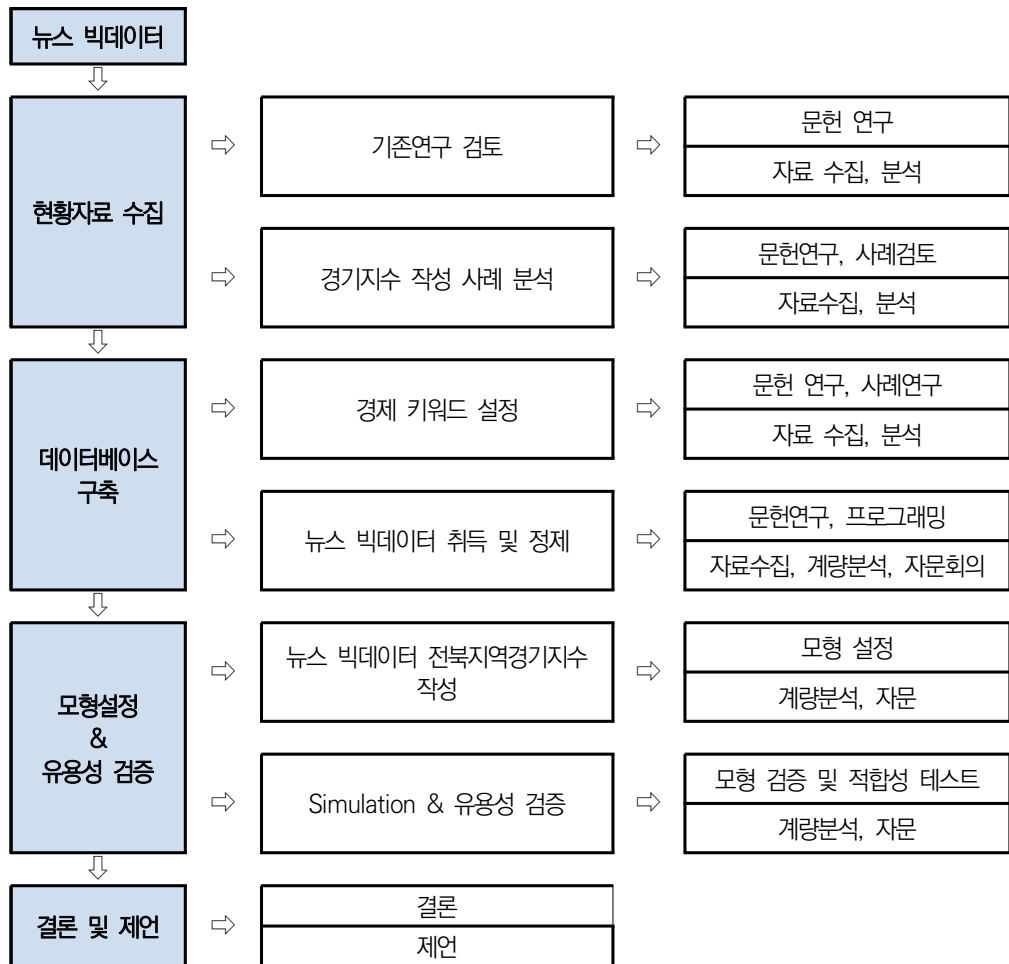 뉴스 빅데이터
현황자료 수집
기존연구 검토
문헌 연구
자료 수집, 분석
경기지수 작성 사례 분석
문헌연구, 사례검토
자료수집, 분석
데이터베이스
구축
경제 키워드 설정
문헌 연구, 사례연구
자료 수집, 분석
뉴스 빅데이터 취득 및 정제
문헌연구, 프로그래밍
자료수집, 계량분석, 자문회의
모형설정
&
유용성 검증
뉴스 빅데이터 전북지역경기지수
작성
모형 설정
계량분석, 자문
Simulation & 유용성 검증
모형 검증 및 적합성 테스트
계량분석, 자문
결론 및 제언
결론
제언